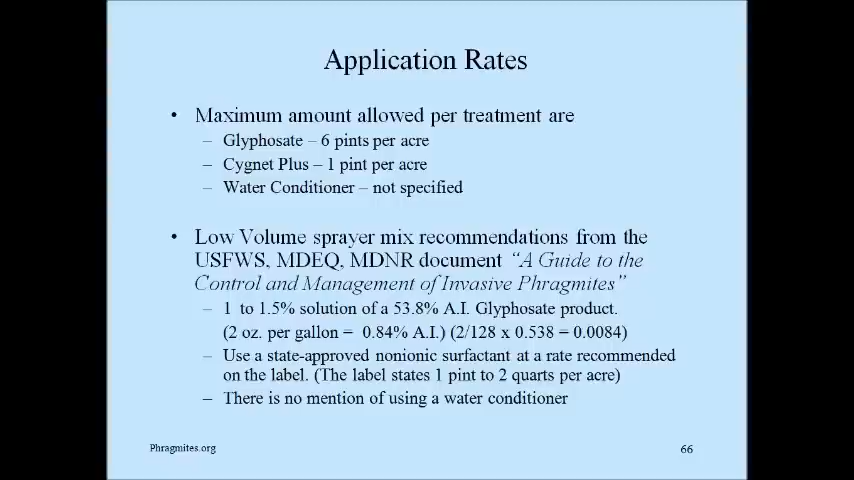 Application Rates
• Maximum amount allowed per treatment are
– Glyphosate – 6 pints per acre
– Cygnet Plus – 1 pint per acre
– Water Conditioner – not specified
• Low Volume sprayer mix recommendations from the
USFWS, MDEQ, MDNR document “A Guide to the
Control and Management of Invasive Phragmites”
– 1 to 1.5% solution of a 53.8% A.I. Glyphosate product.
(2 oz. per gallon = 0.84% A.I.) (2/128 x 0.538 = 0.0084)
– Use a state-approved nonionic surfactant at a rate recommended
on the label. (The label states 1 pint to 2 quarts per acre)
– There is no mention of using a water conditioner
Phragmites.org
66